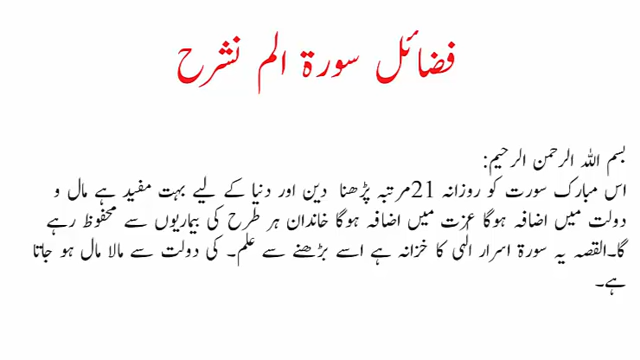 فضائل سورۃ الم نشرح
بسم اللہ الرحمن الرحیم:
اس مبارک سورت کو روزانہ 21مرتبہ پڑھنا دین اور دنیا کے لیے بہت مفید ہے مال و
دولت میں اضافہ ہوگا عزت میں اضافہ ہوگا خاندان ہر طرح کی بیماریوں سے محفوظ رہے
گا۔القصہ یہ سورۃ اسرار الٰہی کا خزانہ ہے اسے بڑھنے سے علم۔ کی دولت سے مالا مال ہو جاتا
ہے۔